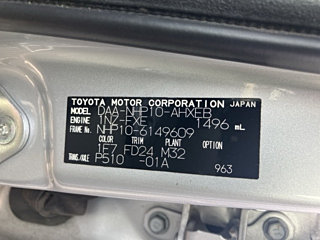 TOYOTA MOTOR CORPORATION JAPAN
MODEL DAA-NHP10-AHXEB
ENGINE 1NZ-FXE 1496 mL
FRAME No. NHP10-6149609
COLOR TRIM PLANT OPTION
1E7 FD24 M32
TRANS./AXLE P510 -01A
963